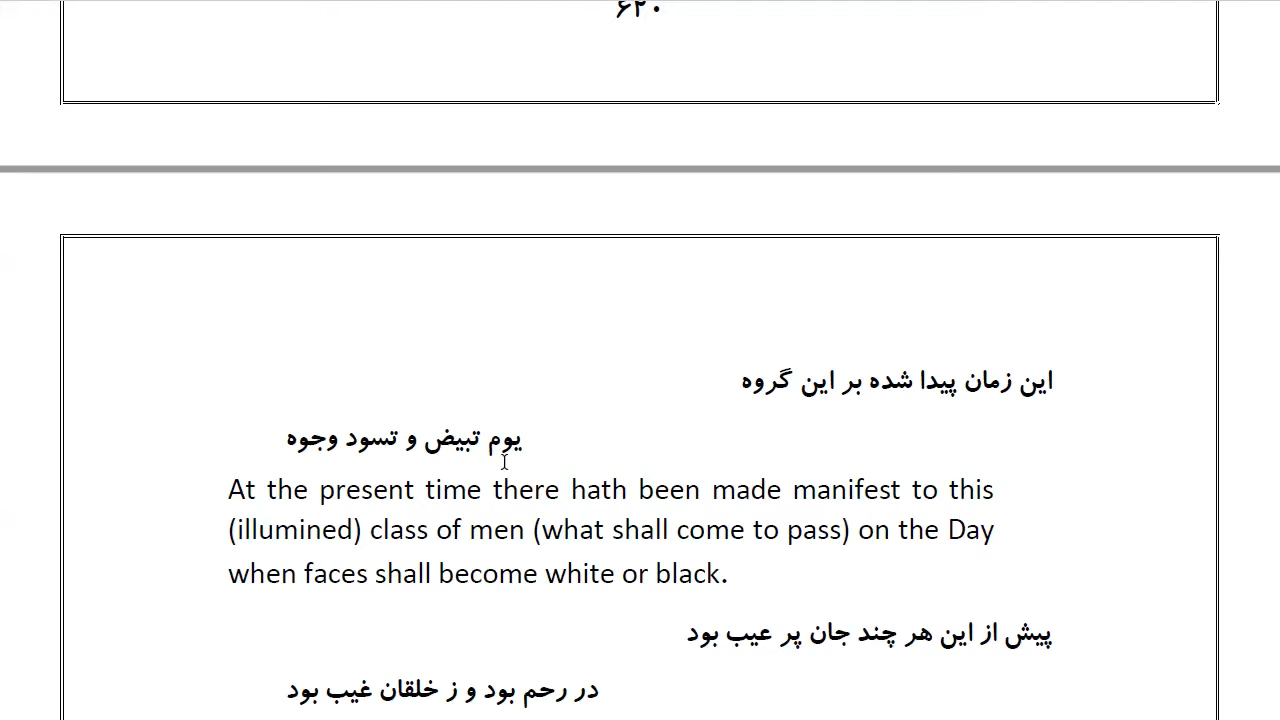 ۶۲۰
این زمان پیدا شده بر این گروه
یوم تبیض و تسود وجوه
At the present time there hath been made manifest to this
(illumined) class of men (what shall come to pass) on the Day
when faces shall become white or black.
پیش از این هر چند جان پر عیب بود
در رحم بود و ز خلقان غیب بود